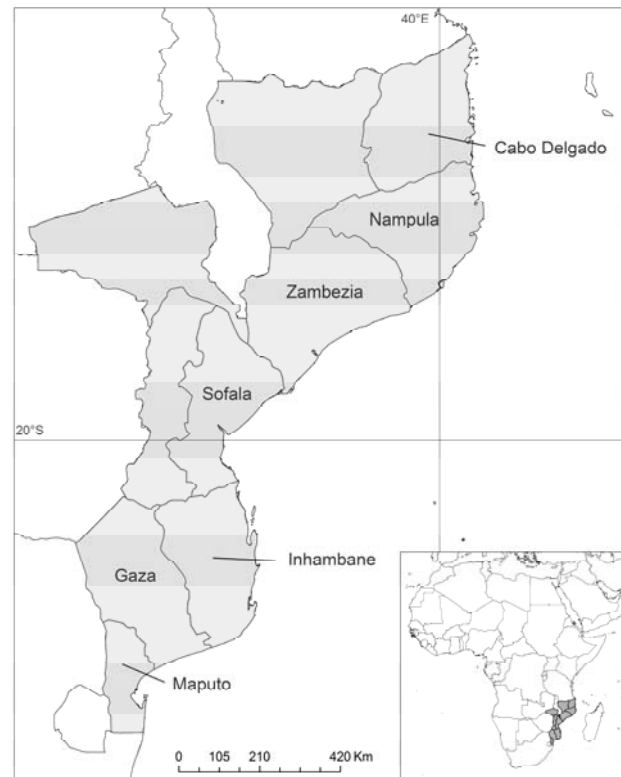 40°E
Cabo Delgado
Nampula
Zambezia
Sofala
20°S
Inhambane
Gaza
Maputo
0 105 210 420 Km